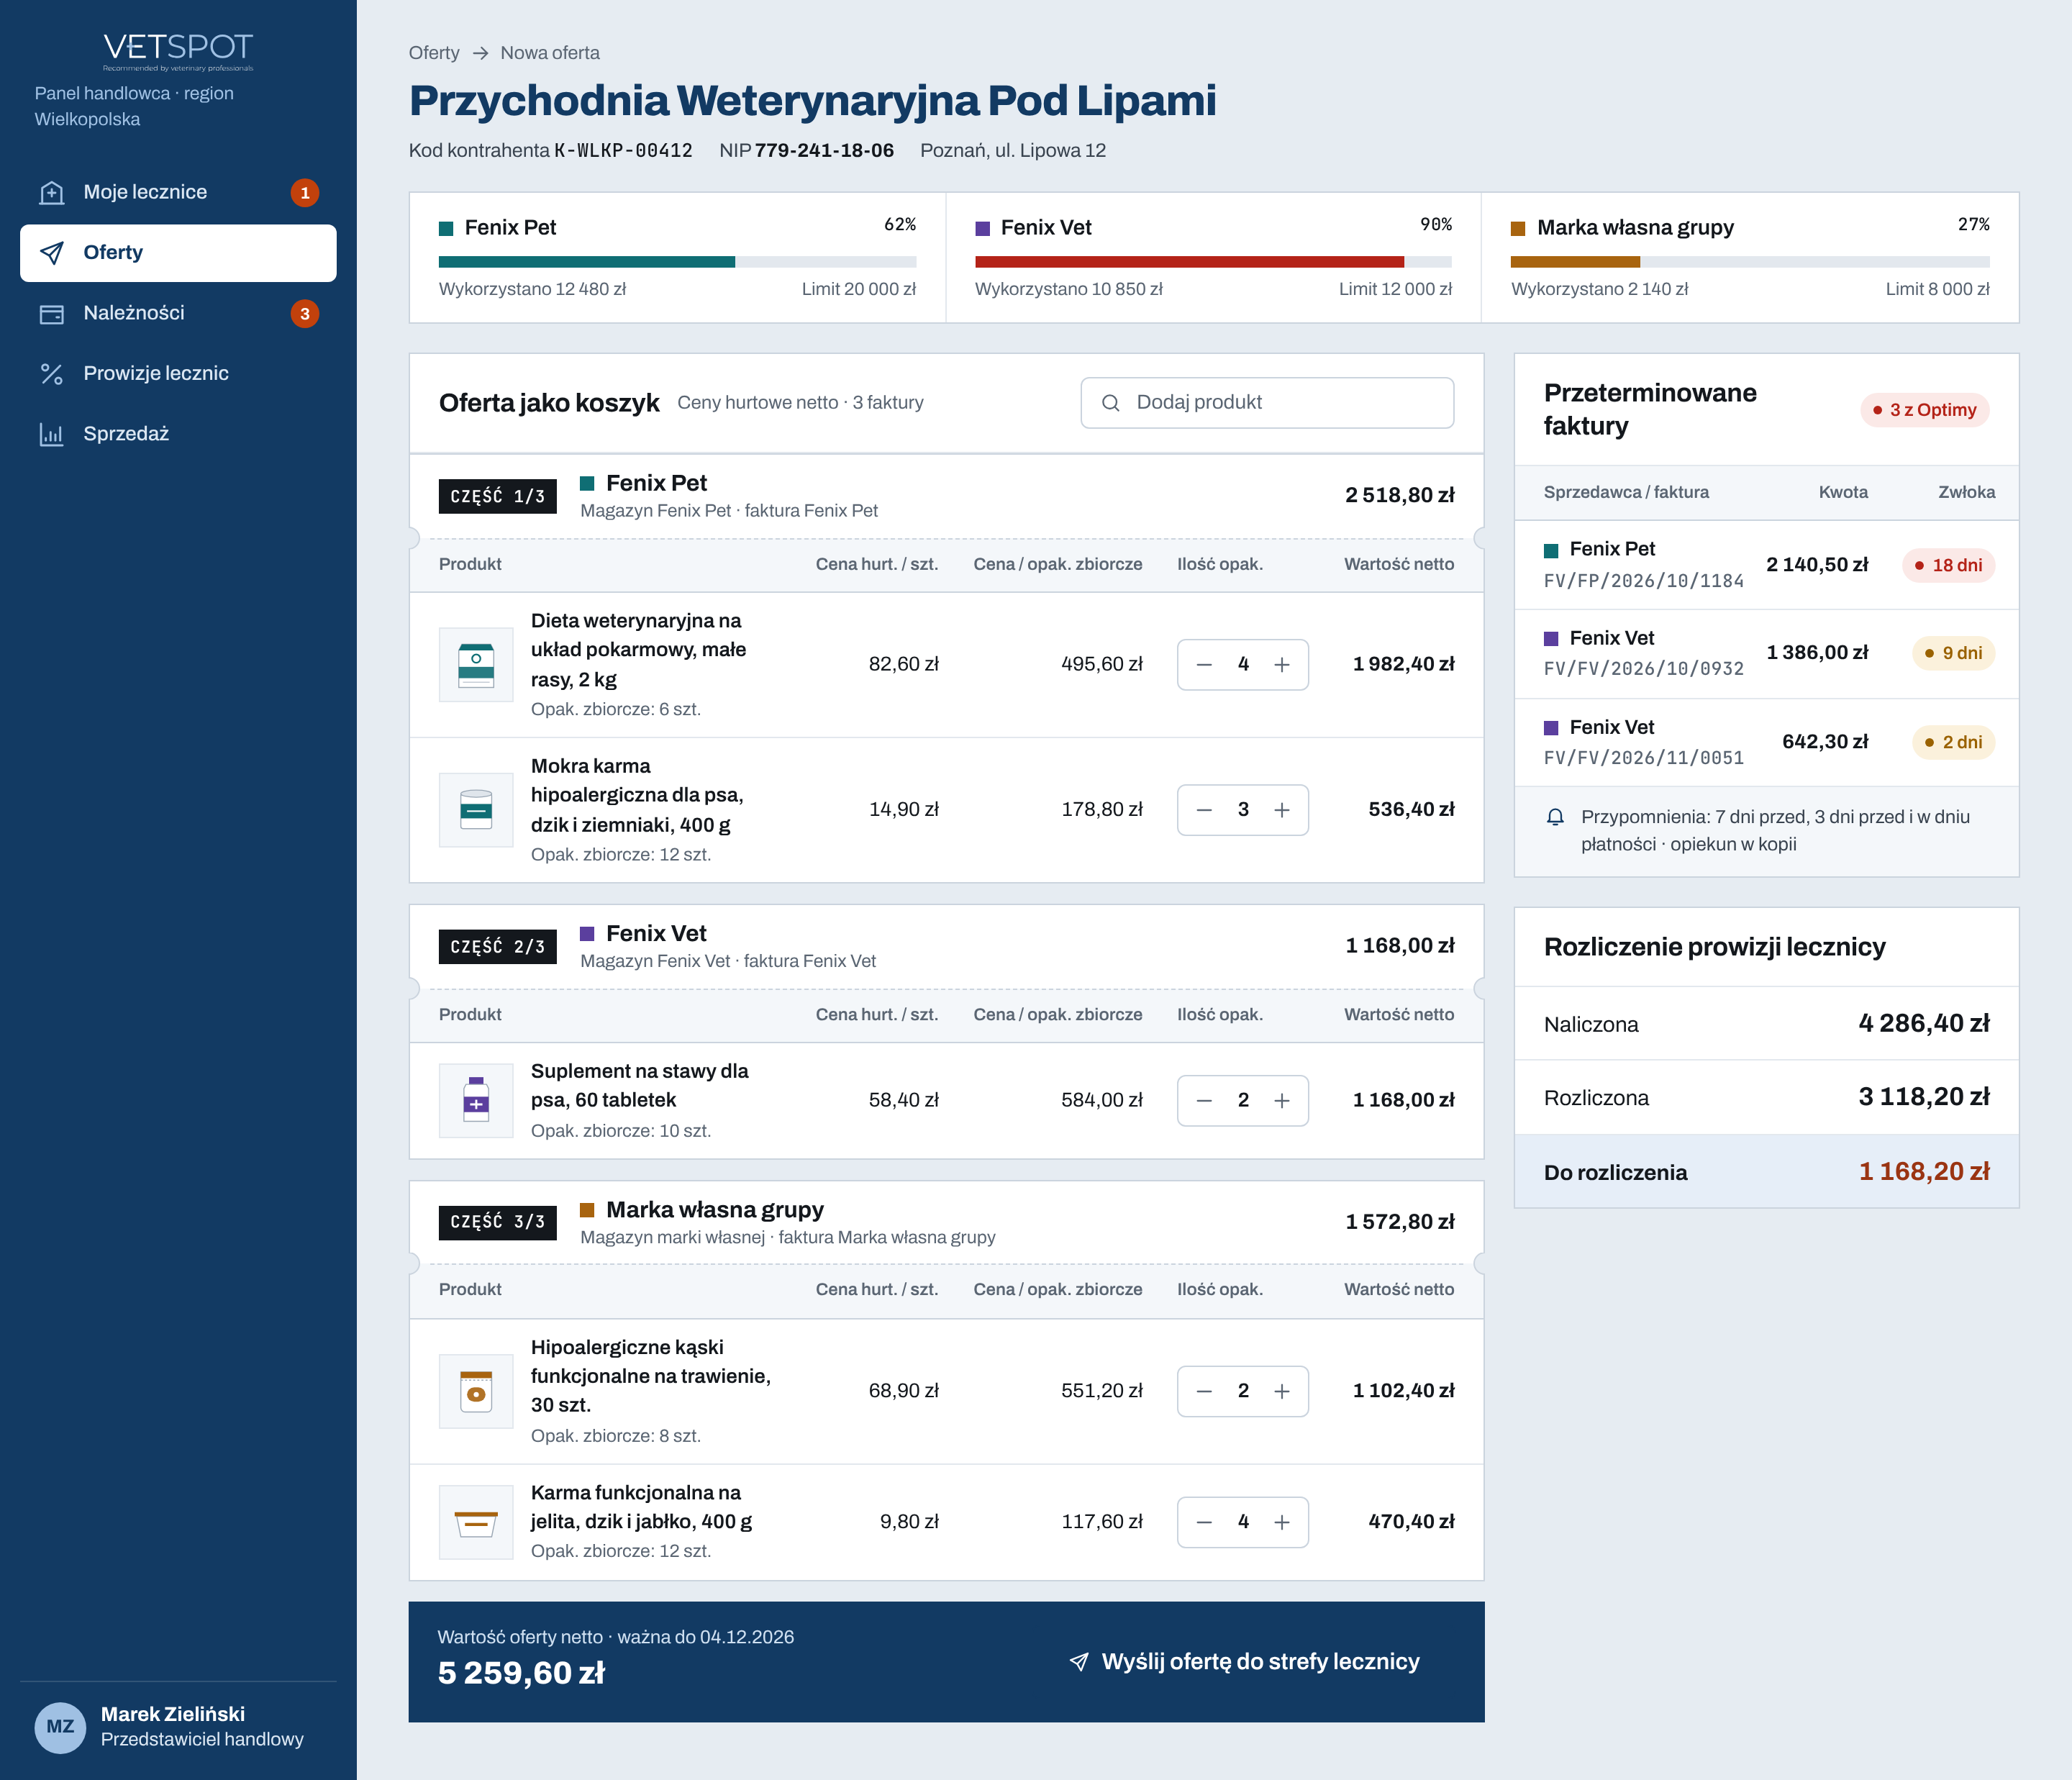 VETSPOT
Recommended by veterinary professionals
Panel handlowca · region
Wielkopolska
Moje lecznice 1
Oferty
Należności 3
Prowizje lecznic
Sprzedaż
MZ
Marek Zieliński
Przedstawiciel handlowy
Oferty → Nowa oferta
Przychodnia Weterynaryjna Pod Lipami
Kod kontrahenta K-WLKP-00412 NIP 779-241-18-06 Poznań, ul. Lipowa 12
Fenix Pet 62%
Wykorzystano 12 480 zł Limit 20 000 zł
Fenix Vet 90%
Wykorzystano 10 850 zł Limit 12 000 zł
Marka własna grupy 27%
Wykorzystano 2 140 zł Limit 8 000 zł
Oferta jako koszyk Ceny hurtowe netto · 3 faktury Dodaj produkt
CZĘŚĆ 1/3 Fenix Pet 2 518,80 zł
Magazyn Fenix Pet · faktura Fenix Pet
Produkt Cena hurt. / szt. Cena / opak. zbiorcze Ilość opak. Wartość netto
Dieta weterynaryjna na
układ pokarmowy, małe
rasy, 2 kg
Opak. zbiorcze: 6 szt.
82,60 zł 495,60 zł − 4 + 1 982,40 zł
Mokra karma
hipoalergiczna dla psa,
dzik i ziemniaki, 400 g
Opak. zbiorcze: 12 szt.
14,90 zł 178,80 zł − 3 + 536,40 zł
CZĘŚĆ 2/3 Fenix Vet 1 168,00 zł
Magazyn Fenix Vet · faktura Fenix Vet
Produkt Cena hurt. / szt. Cena / opak. zbiorcze Ilość opak. Wartość netto
Suplement na stawy dla
psa, 60 tabletek
Opak. zbiorcze: 10 szt.
58,40 zł 584,00 zł − 2 + 1 168,00 zł
CZĘŚĆ 3/3 Marka własna grupy 1 572,80 zł
Magazyn marki własnej · faktura Marka własna grupy
Produkt Cena hurt. / szt. Cena / opak. zbiorcze Ilość opak. Wartość netto
Hipoalergiczne kąski
funkcjonalne na trawienie,
30 szt.
Opak. zbiorcze: 8 szt.
68,90 zł 551,20 zł − 2 + 1 102,40 zł
Karma funkcjonalna na
jelita, dzik i jabłko, 400 g
Opak. zbiorcze: 12 szt.
9,80 zł 117,60 zł − 4 + 470,40 zł
Wartość oferty netto · ważna do 04.12.2026
5 259,60 zł
Wyślij ofertę do strefy lecznicy
Przeterminowane
faktury
3 z Optimy
Sprzedawca / faktura Kwota Zwłoka
Fenix Pet
FV/FP/2026/10/1184
2 140,50 zł 18 dni
Fenix Vet
FV/FV/2026/10/0932
1 386,00 zł 9 dni
Fenix Vet
FV/FV/2026/11/0051
642,30 zł 2 dni
Przypomnienia: 7 dni przed, 3 dni przed i w dniu
płatności · opiekun w kopii
Rozliczenie prowizji lecznicy
Naliczona 4 286,40 zł
Rozliczona 3 118,20 zł
Do rozliczenia 1 168,20 zł